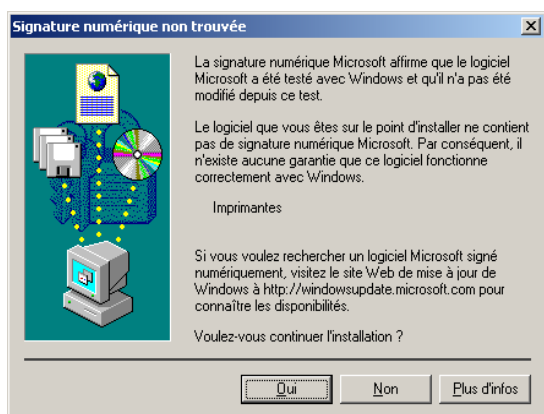 Signature numérique non trouvée
La signature numérique Microsoft affirme que le logiciel
Microsoft a été testé avec Windows et qu'il n'a pas été
modifié depuis ce test.
Le logiciel que vous êtes sur le point d'installer ne contient
pas de signature numérique Microsoft. Par conséquent, il
n'existe aucune garantie que ce logiciel fonctionne
correctement avec Windows.
Imprimantes
Si vous voulez rechercher un logiciel Microsoft signé
numériquement, visitez le site Web de mise à jour de
Windows à http://windowsupdate.microsoft.com pour
connaître les disponibilités.
Voulez-vous continuer l'installation ?
Oui Non Plus d'infos